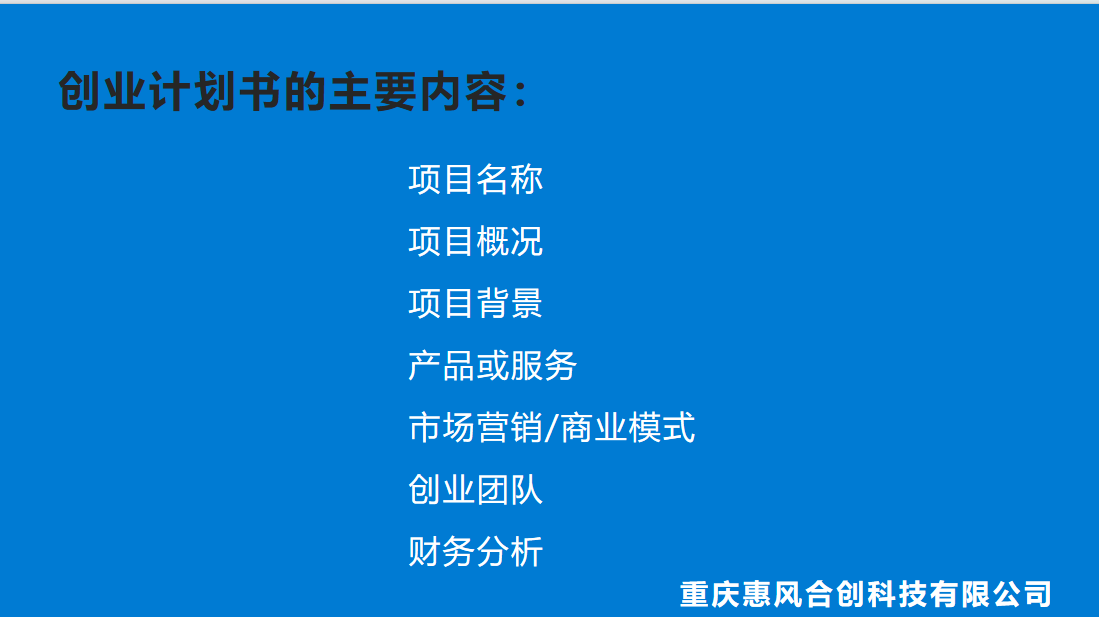 创业计划书的主要内容：
项目名称
项目概况
项目背景
产品或服务
市场营销/商业模式
创业团队
财务分析
重庆惠风合创科技有限公司